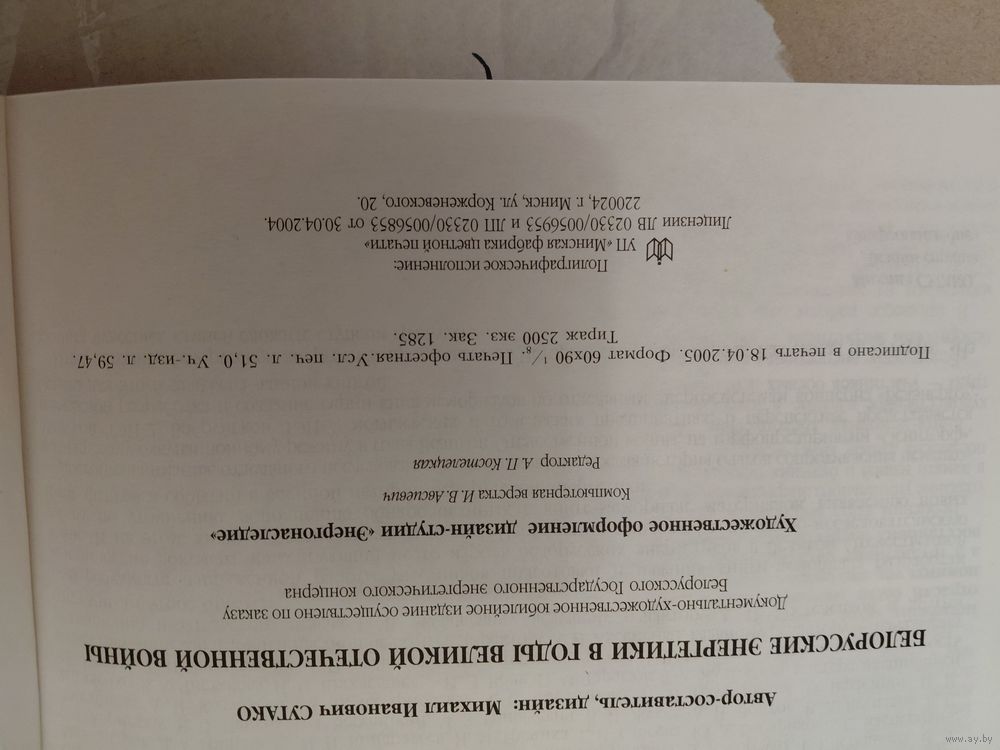 Автор-составитель, дизайн: Михаил Иванович СУГАКО
БЕЛОРУССКИЕ ЭНЕРГЕТИКИ В ГОДЫ ВЕЛИКОЙ ОТЕЧЕСТВЕННОЙ ВОЙНЫ
Документально-художественное юбилейное издание осуществлено по заказу
Белорусского Государственного энергетического концерна
Художественное оформление дизайн-студии «Энергонаследие»
Компьютерная верстка И. В. Авсиевич
Редактор А. П. Костелецкая
Подписано в печать 18.04.2005. Формат 60x90 1/8. Печать офсетная. Усл. печ. л. 51,0. Уч.-изд. л. 59,47.
Тираж 2500 экз. Зак. 1285.
Полиграфическое исполнение:
УП «Минская фабрика цветной печати»
Лицензии ЛВ 02330/0056953 и ЛП 02330/0056853 от 30.04.2004.
220024, г. Минск, ул. Корженевского, 20.
www.ay.by